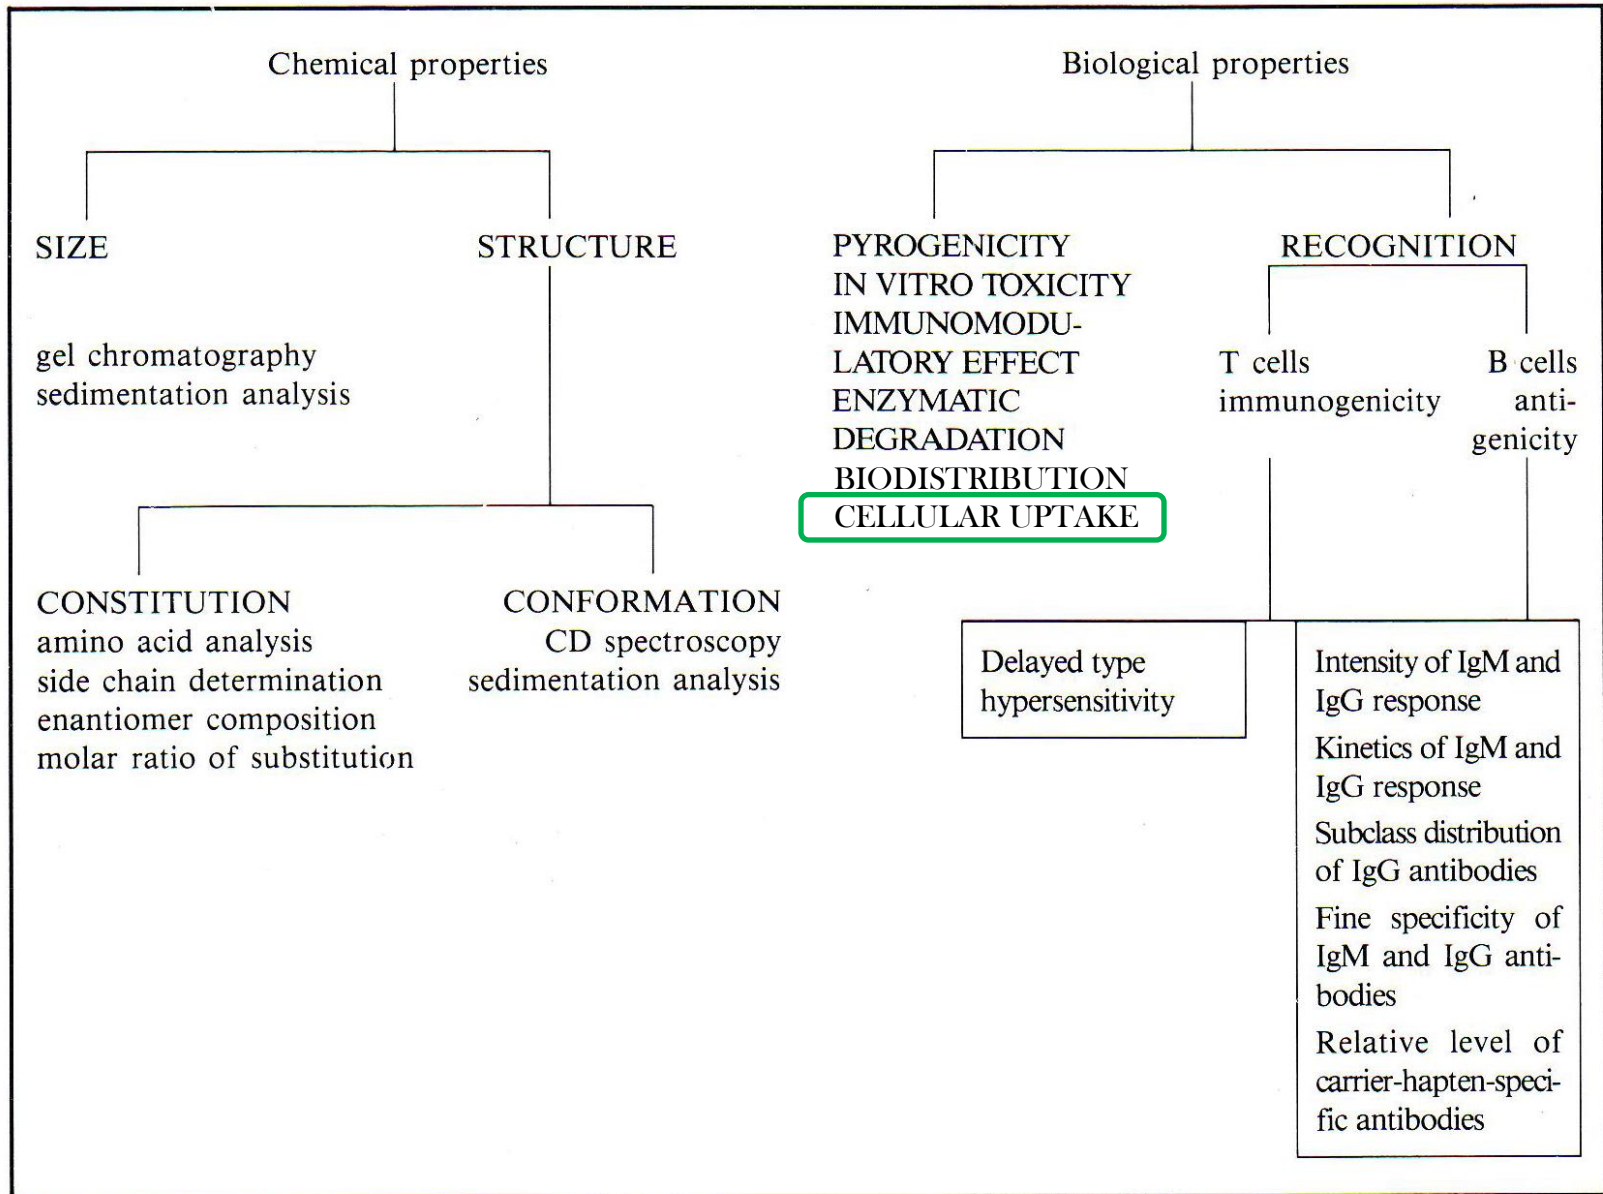 Chemical properties
SIZE
gel chromatography
sedimentation analysis
STRUCTURE
CONSTITUTION
amino acid analysis
side chain determination
enantiomer composition
molar ratio of substitution
CONFORMATION
CD spectroscopy
sedimentation analysis
Biological properties
PYROGENICITY
IN VITRO TOXICITY
IMMUNOMODU-
LATORY EFFECT
ENZYMATIC
DEGRADATION
BIODISTRIBUTION
CELLULAR UPTAKE
RECOGNITION
T cells
immunogenicity
Delayed type
hypersensitivity
B cells
anti-
genicity
Intensity of IgM and
IgG response
Kinetics of IgM and
IgG response
Subclass distribution
of IgG antibodies
Fine specificity of
IgM and IgG anti-
bodies
Relative level of
carrier-hapten-speci-
fic antibodies